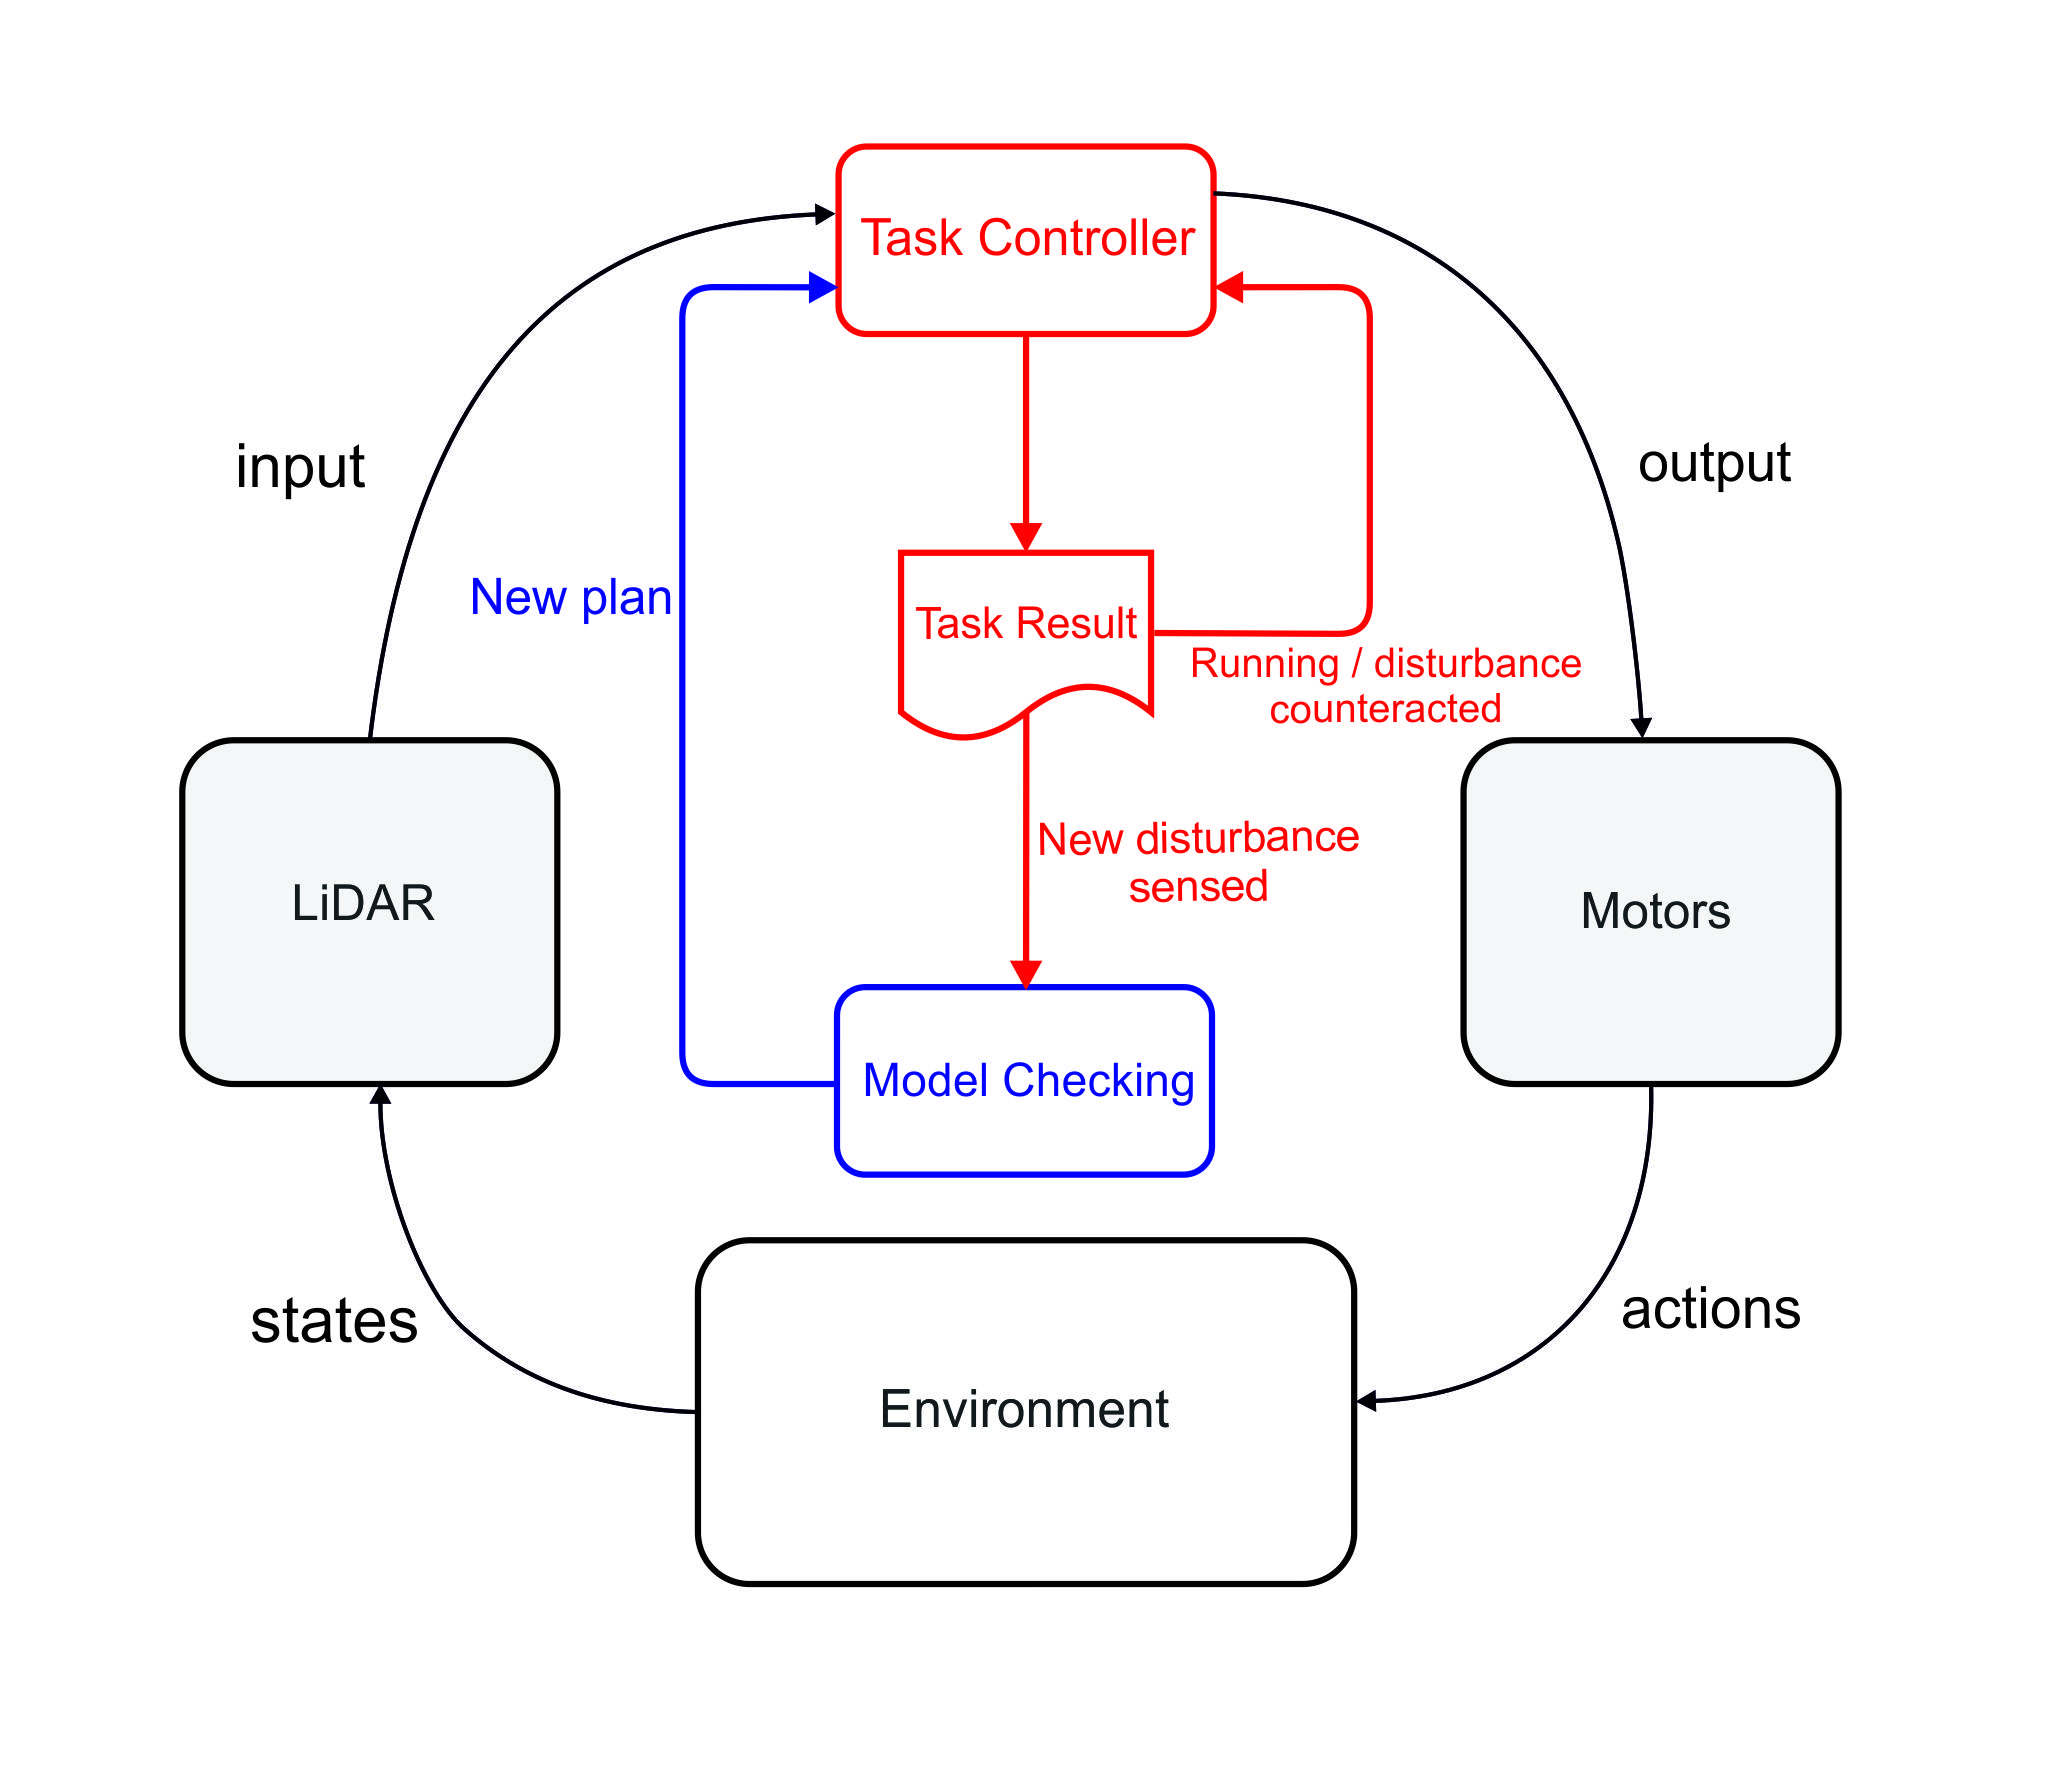 Task Controller
input
output
New plan
Task Result
Running / disturbance
counteracted
New disturbance
sensed
LiDAR
Motors
Model Checking
states
actions
Environment